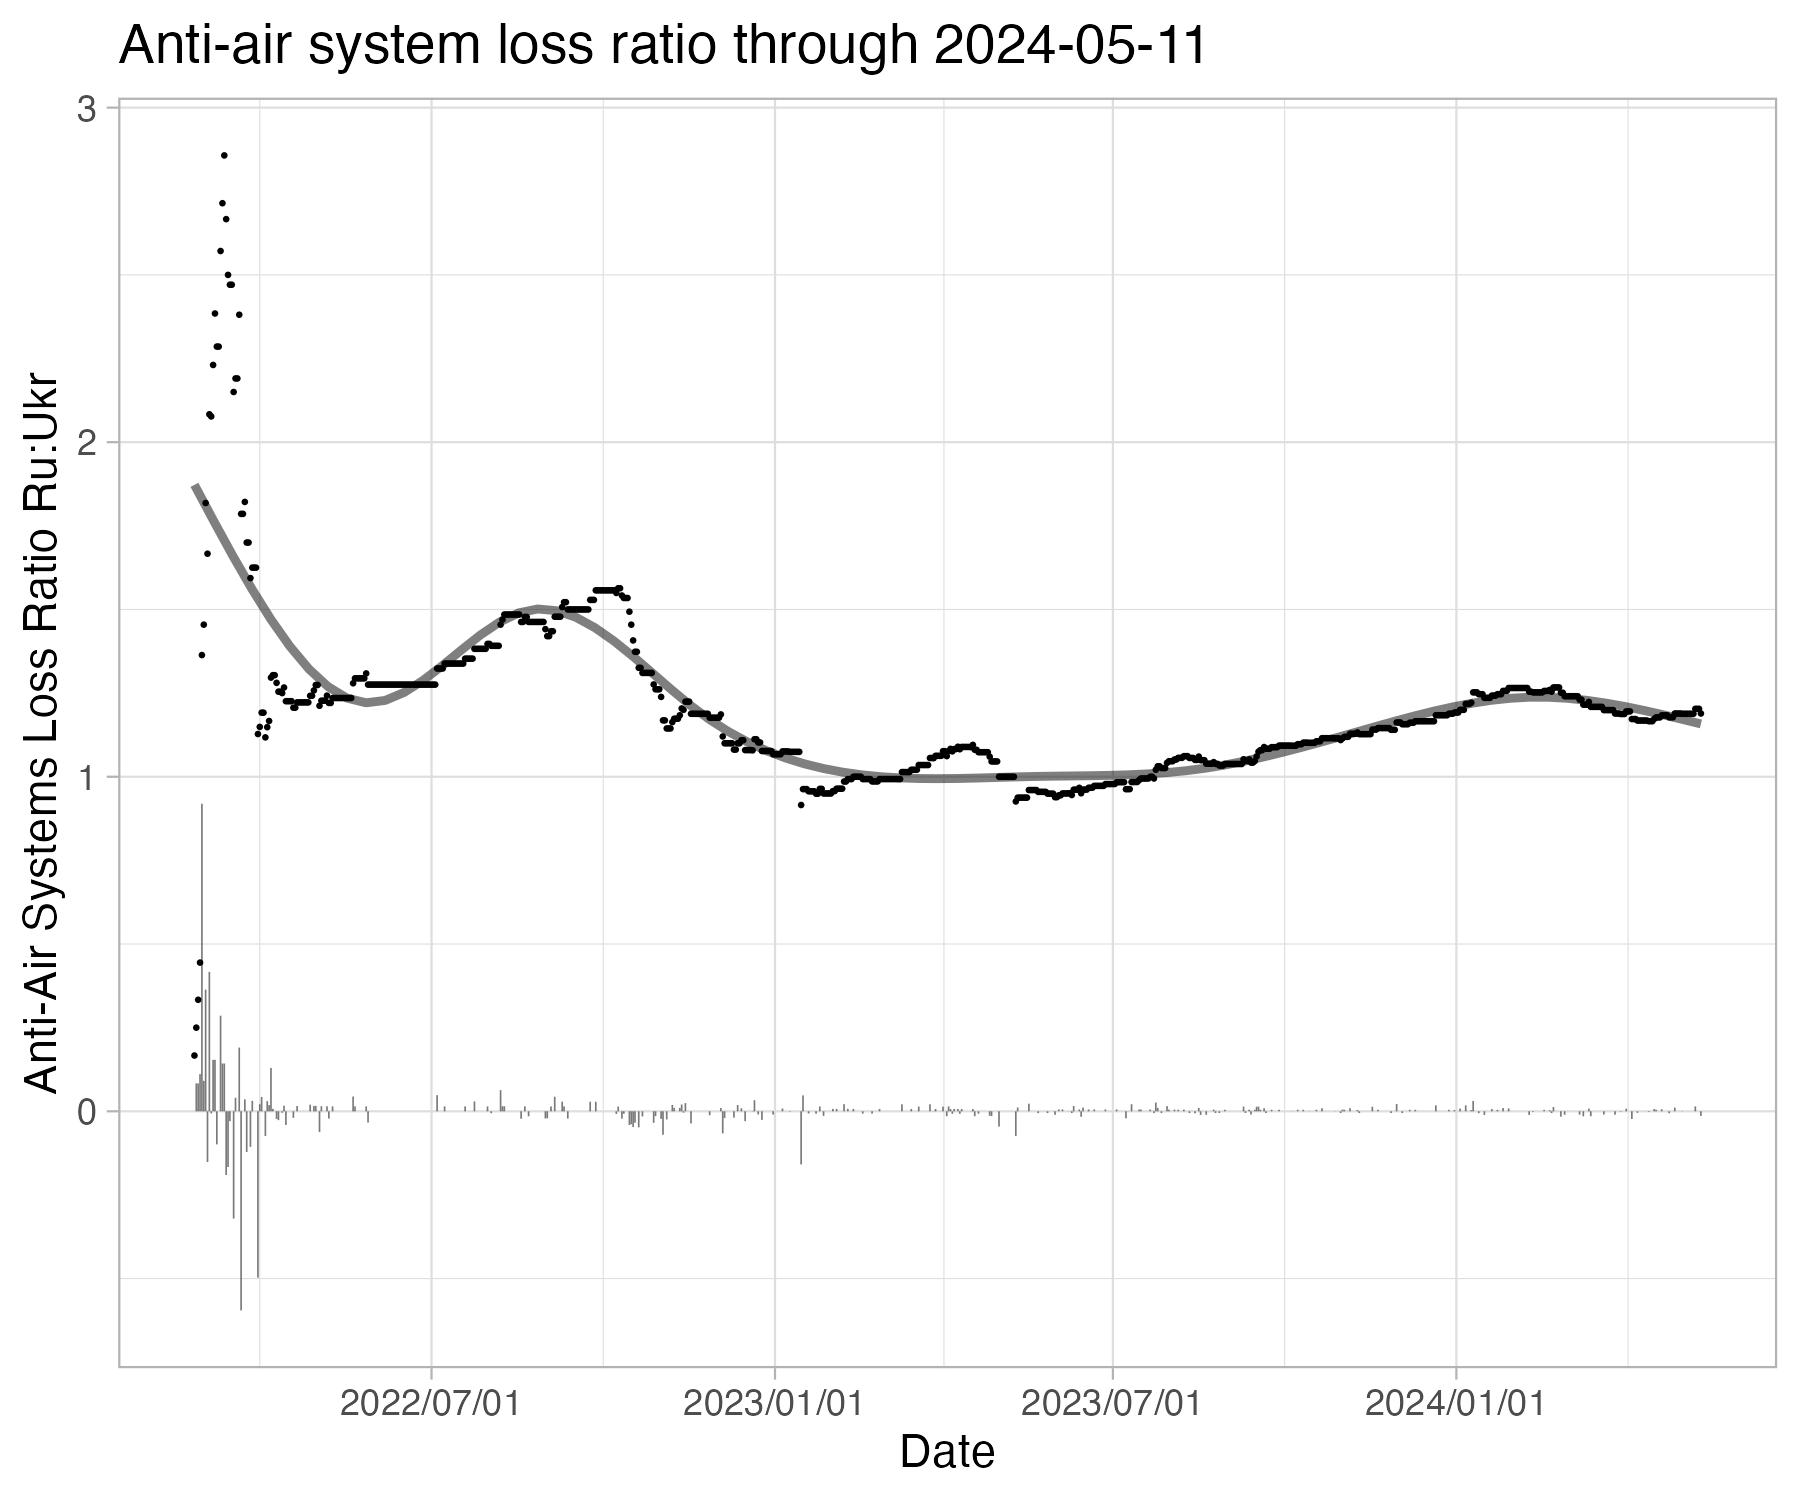 Anti-air system loss ratio through 2024-05-11
Anti-Air Systems Loss Ratio Ru:Ukr
3
2
1
0
2022/07/01
2023/01/01
2023/07/01
2024/01/01
Date